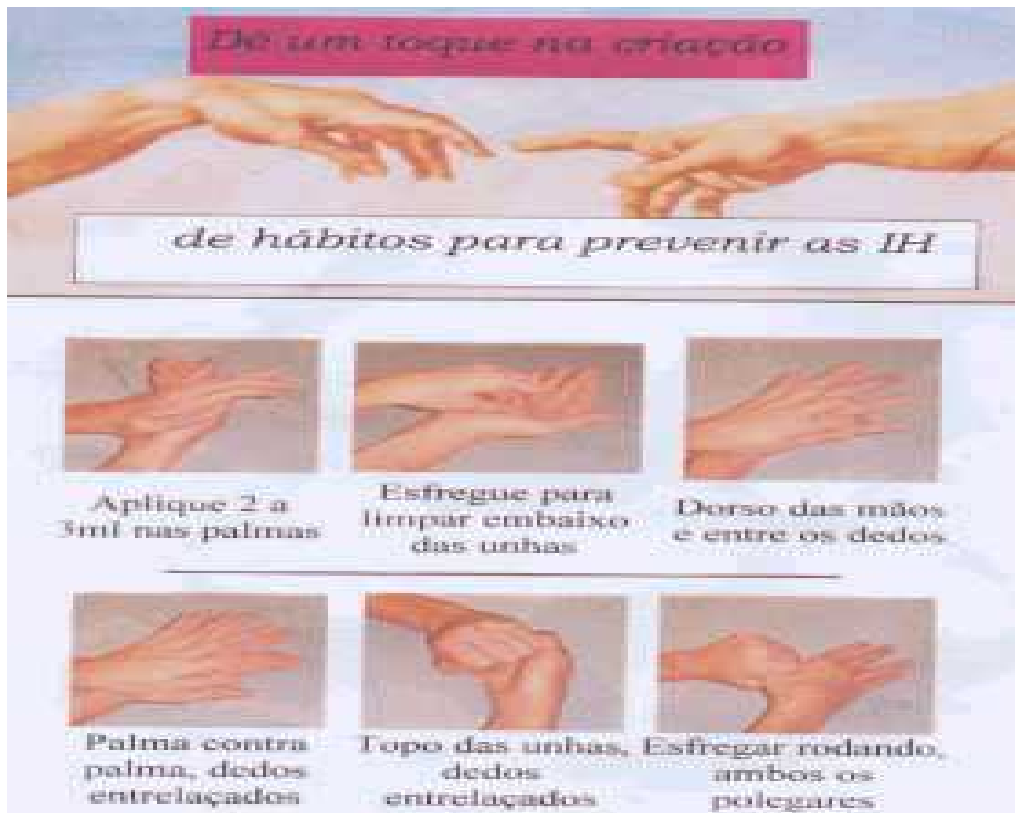 Dê um toque na criação
de hábitos para prevenir as IH
Aplique 2 a
3ml nas palmas
Esfregue para
limpar embaixo
das unhas
Dorso das mãos
e entre os dedos
Palma contra
palma, dedos
entrelaçados
Topo das unhas,
dedos
entrelaçados
Esfregar rodando,
ambos os
polegares